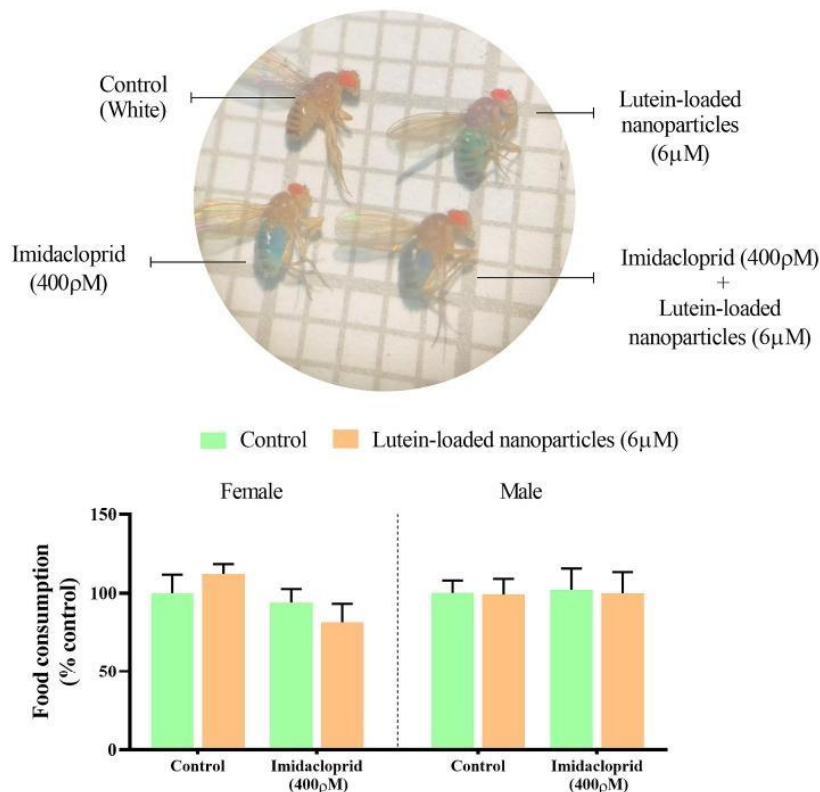 Control
(White)
Lutein-loaded
nanoparticles
(6μM)
Imidacloprid
(400ρM)
Imidacloprid (400ρM)
+
Lutein-loaded
nanoparticles (6μM)
Control
Lutein-loaded nanoparticles (6μM)
Female
Male
Food consumption
(% control)
150
100
50
0
Control
Imidacloprid
(400ρM)
Control
Imidacloprid
(400ρM)